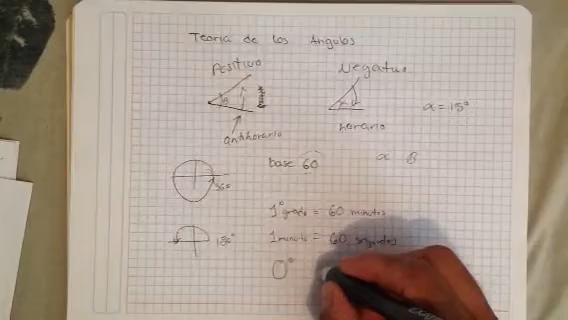 Teoria de los Angulos
Positivo
Negativo
B
α
α = 15°
antihorario
horario
base 60
α B
360
1° grado = 60 minutos
1 minuto = 60 segundos
180°
0°